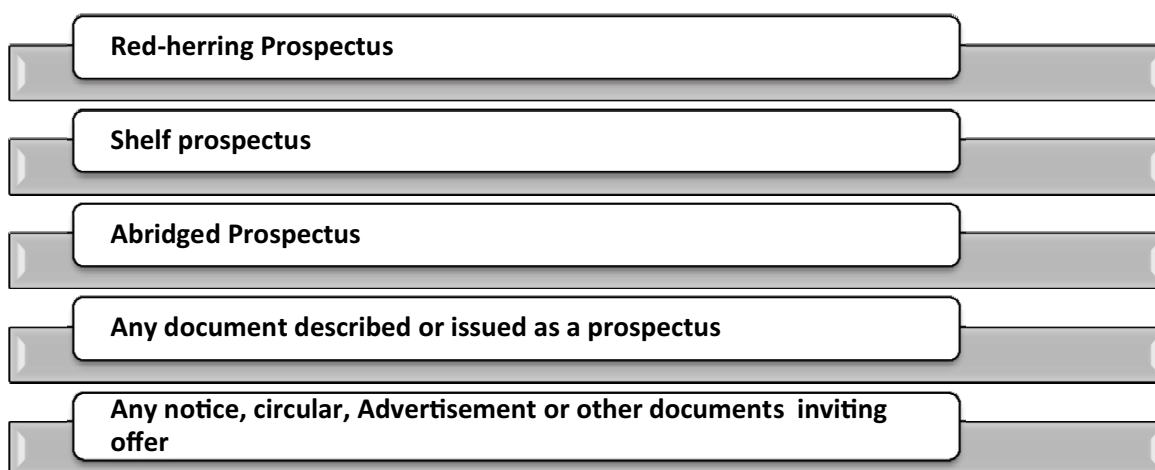 Red-herring Prospectus
Shelf prospectus
Abridged Prospectus
Any document described or issued as a prospectus
Any notice, circular, Advertisement or other documents inviting
offer